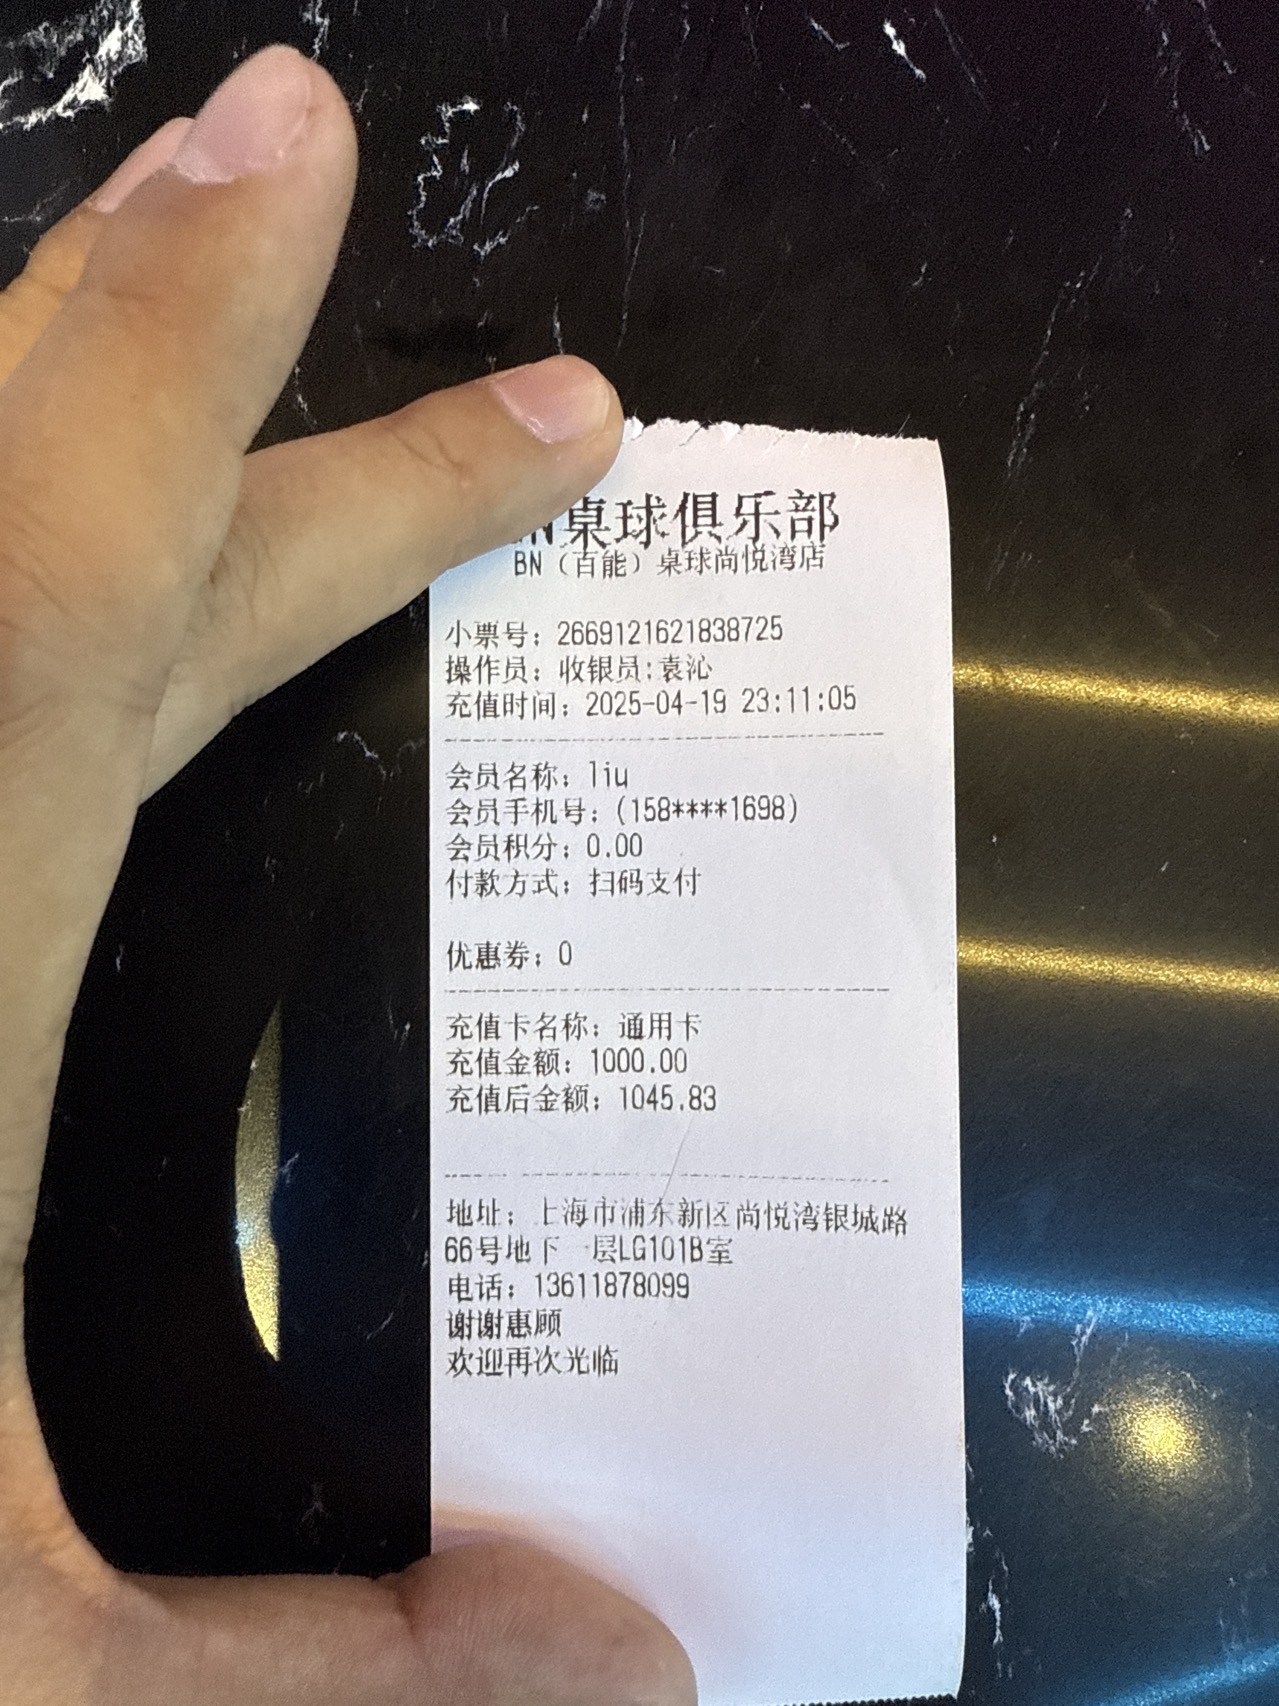 N桌球俱乐部
BN（百能）桌球尚悦湾店
小票号：2669121621838725
操作员：收银员:袁沁
充值时间：2025-04-19 23:11:05
会员名称：liu
会员手机号：(158****1698)
会员积分：0.00
付款方式：扫码支付
优惠券：0
充值卡名称：通用卡
充值金额：1000.00
充值后金额：1045.83
地址：上海市浦东新区尚悦湾银城路
66号地下一层LG101B室
电话：13611878099
谢谢惠顾
欢迎再次光临